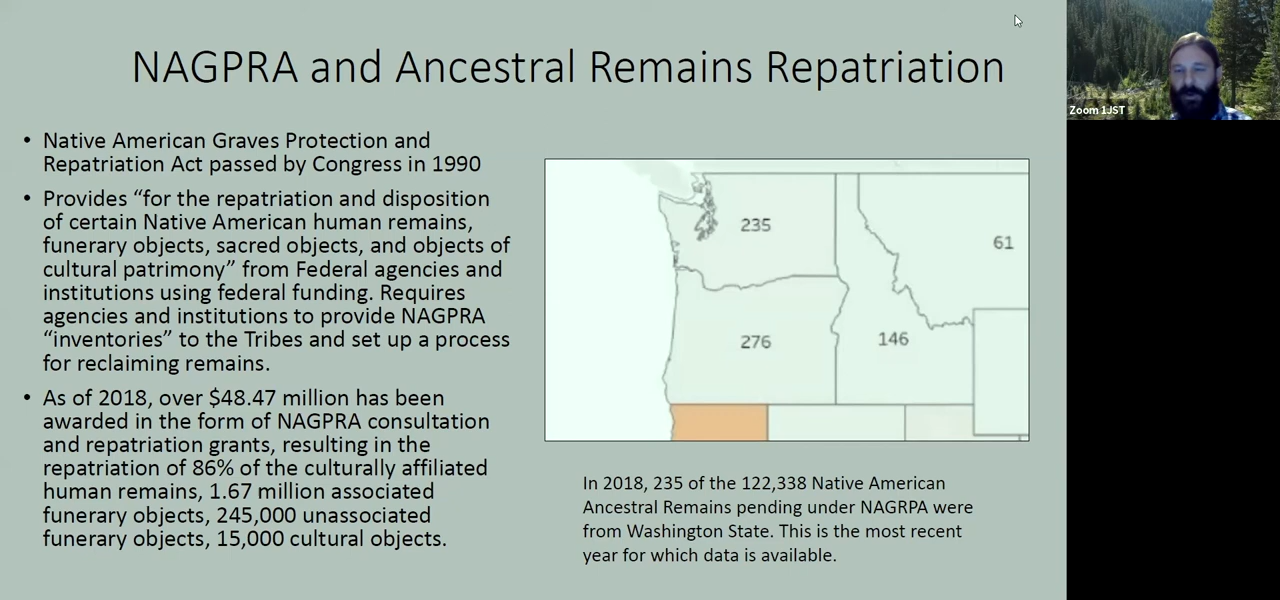 NAGPRA and Ancestral Remains Repatriation
Zoom 1JST
• Native American Graves Protection and
Repatriation Act passed by Congress in 1990
• Provides “for the repatriation and disposition
of certain Native American human remains,
funerary objects, sacred objects, and objects of
cultural patrimony” from Federal agencies and
institutions using federal funding. Requires
agencies and institutions to provide NAGPRA
“inventories” to the Tribes and set up a process
for reclaiming remains.
• As of 2018, over $48.47 million has been
awarded in the form of NAGPRA consultation
and repatriation grants, resulting in the
repatriation of 86% of the culturally affiliated
human remains, 1.67 million associated
funerary objects, 245,000 unassociated
funerary objects, 15,000 cultural objects.
235
61
276
146
In 2018, 235 of the 122,338 Native American
Ancestral Remains pending under NAGRPA were
from Washington State. This is the most recent
year for which data is available.